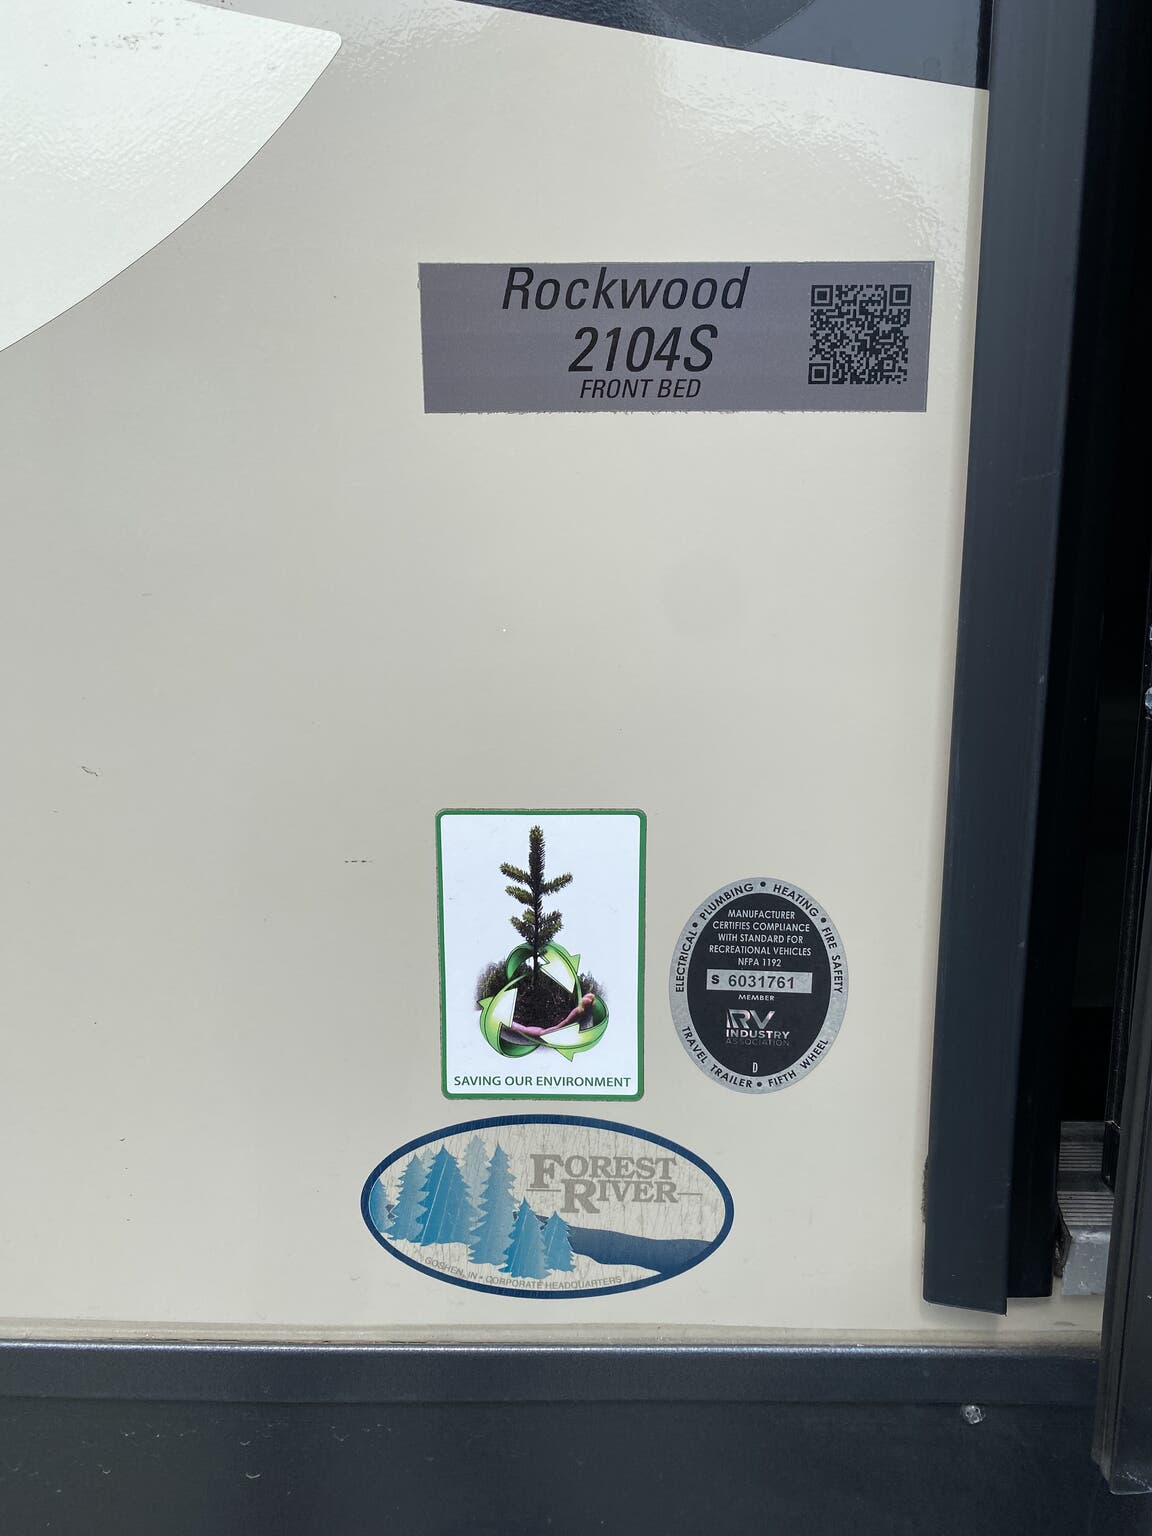 Rockwood
2104S
FRONT BED
SAVING OUR ENVIRONMENT
ELECTRICAL • PLUMBING • HEATING • FIRE SAFETY
MANUFACTURER
CERTIFIES COMPLIANCE
WITH STANDARD FOR
RECREATIONAL VEHICLES
NFPA 1192
S 6031761
MEMBER
RV
INDUSTRY
ASSOCIATION
D
TRAVEL TRAILER • FIFTH WHEEL
FOREST
RIVER
GOSHEN, IN • CORPORATE HEADQUARTERS